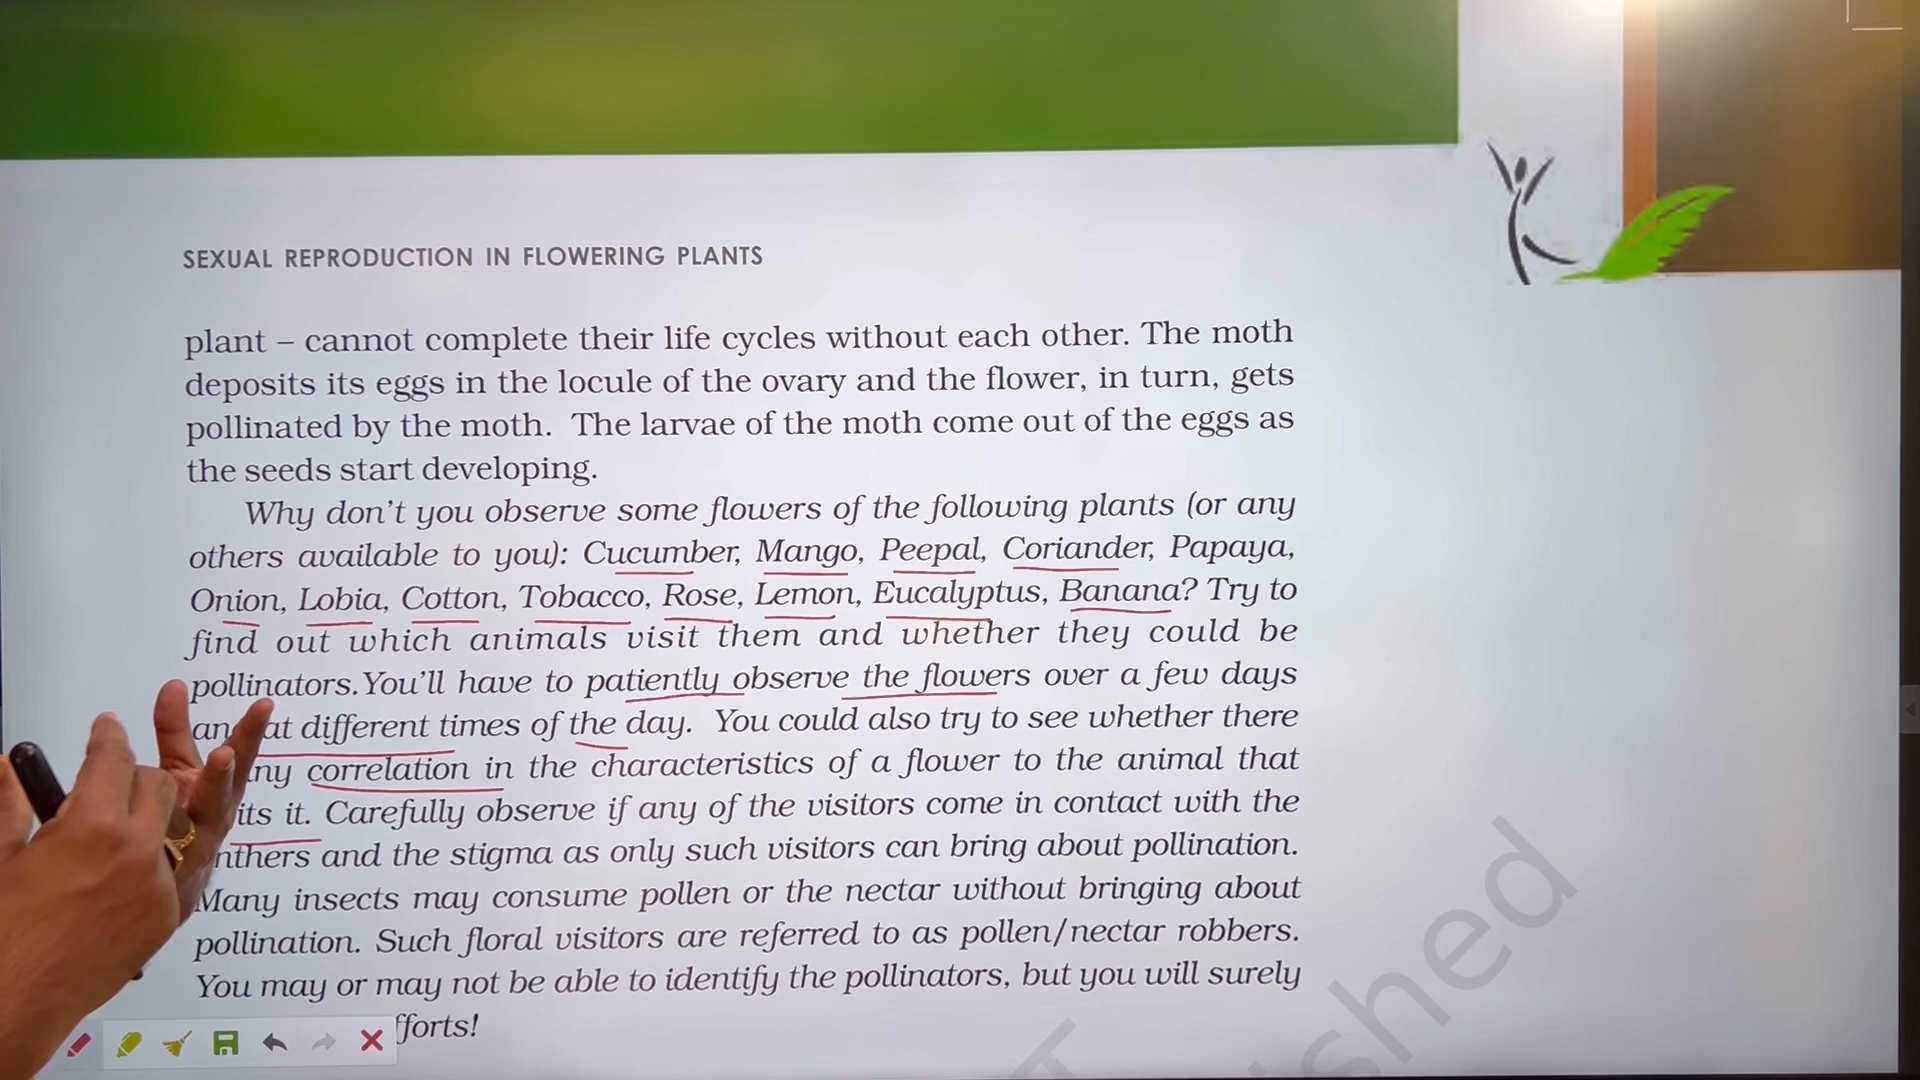 SEXUAL REPRODUCTION IN FLOWERING PLANTS
plant – cannot complete their life cycles without each other. The moth
deposits its eggs in the locule of the ovary and the flower, in turn, gets
pollinated by the moth. The larvae of the moth come out of the eggs as
the seeds start developing.
Why don't you observe some flowers of the following plants (or any
others available to you): Cucumber, Mango, Peepal, Coriander, Papaya,
Onion, Lobia, Cotton, Tobacco, Rose, Lemon, Eucalyptus, Banana? Try to
find out which animals visit them and whether they could be
pollinators.You'll have to patiently observe the flowers over a few days
at different times of the day. You could also try to see whether there
correlation in the characteristics of a flower to the animal that
it. Carefully observe if any of the visitors come in contact with the
and the stigma as only such visitors can bring about pollination.
Many insects may consume pollen or the nectar without bringing about
pollination. Such floral visitors are referred to as pollen/nectar robbers.
You may or may not be able to identify the pollinators, but you will surely